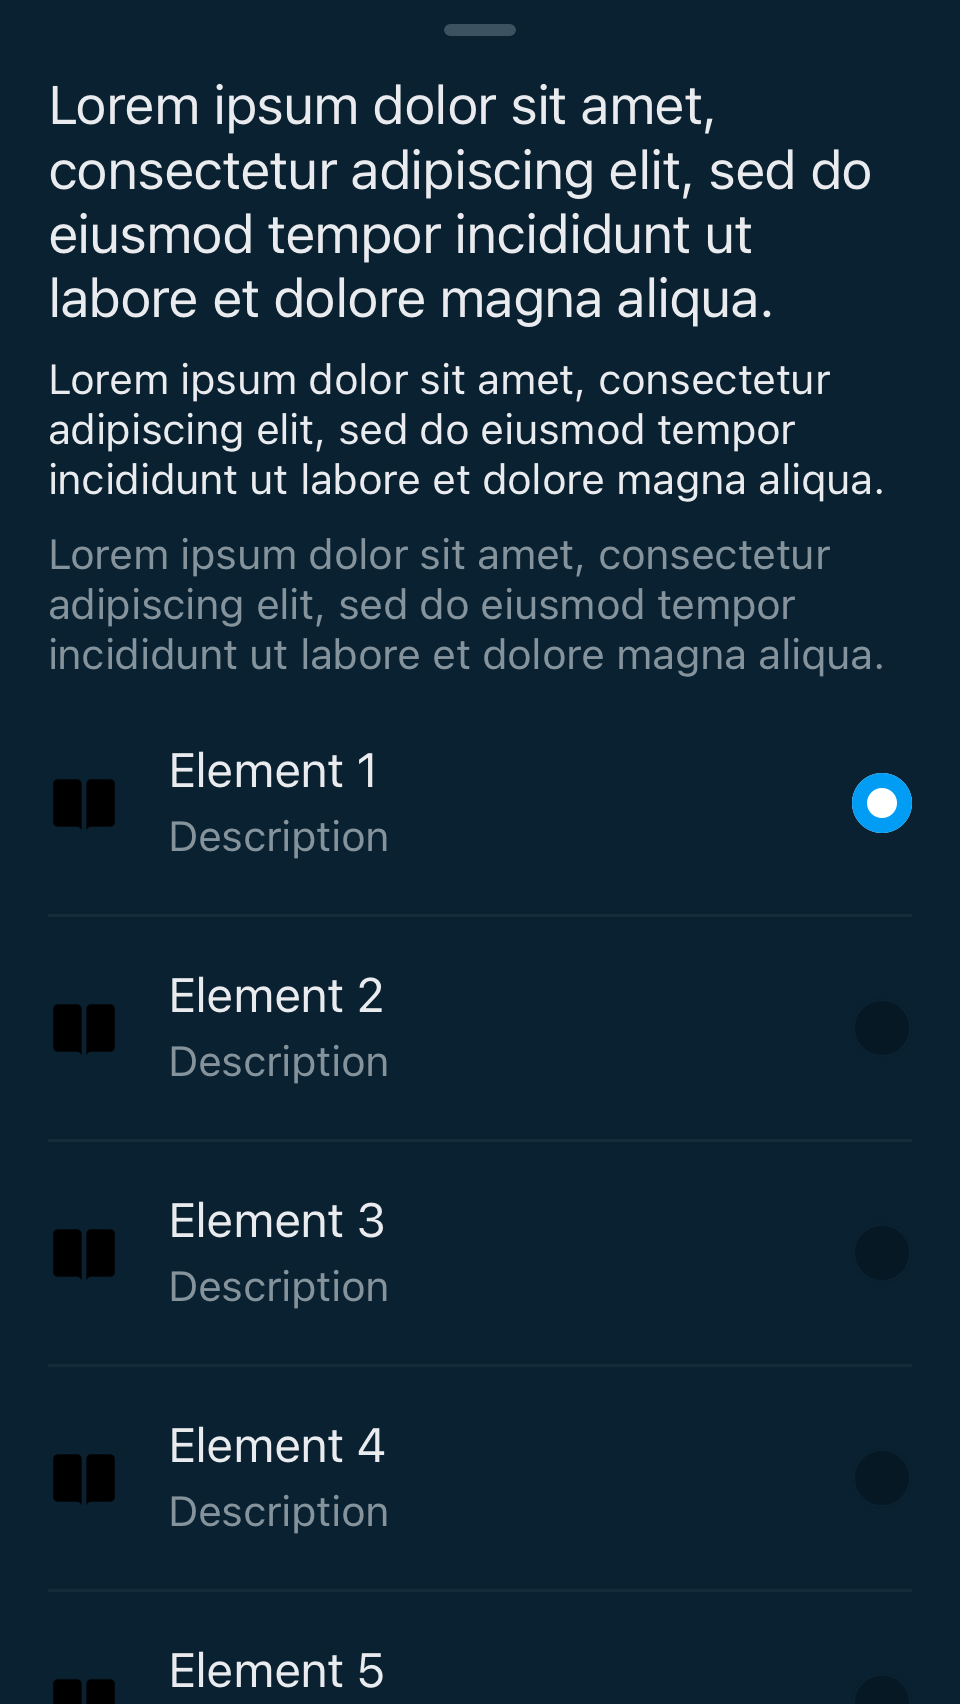 Lorem ipsum dolor sit amet,
consectetur adipiscing elit, sed do
eiusmod tempor incididunt ut
labore et dolore magna aliqua.
Lorem ipsum dolor sit amet, consectetur
adipiscing elit, sed do eiusmod tempor
incididunt ut labore et dolore magna aliqua.
Lorem ipsum dolor sit amet, consectetur
adipiscing elit, sed do eiusmod tempor
incididunt ut labore et dolore magna aliqua.
Element 1
Description
Element 2
Description
Element 3
Description
Element 4
Description
Element 5